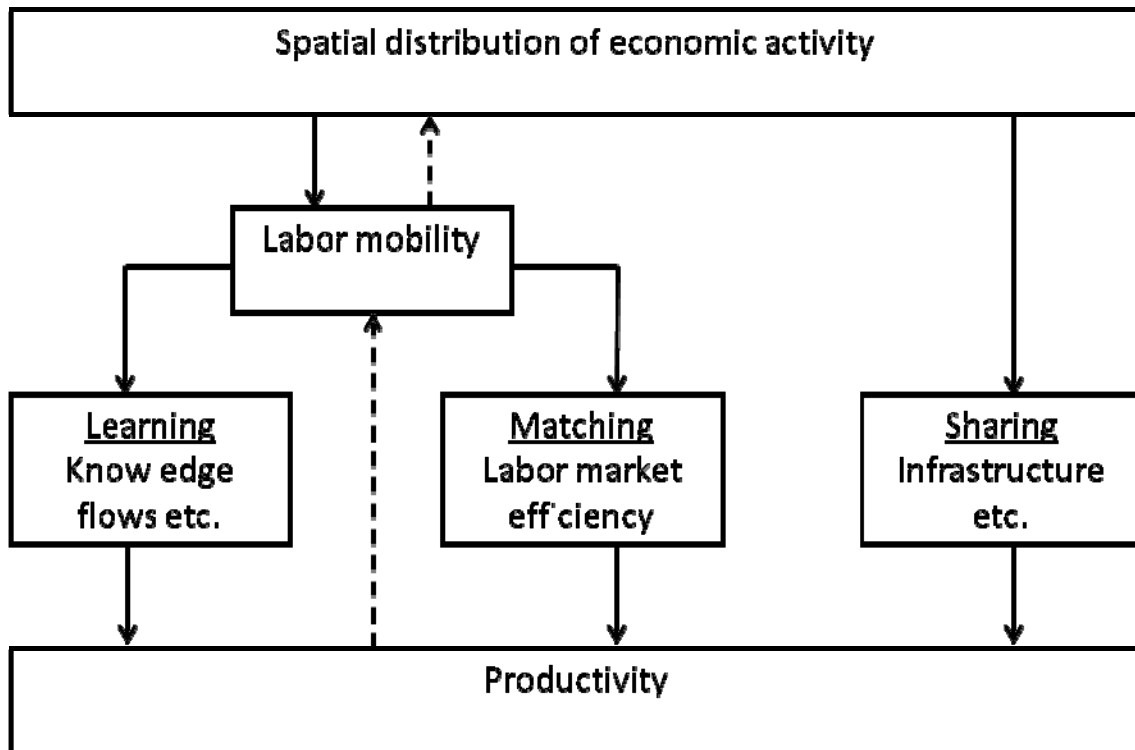 Spatial distribution of economic activity
Labor mobility
Learning
Know edge
flows etc.
Matching
Labor market
eff ciency
Sharing
Infrastructure
etc.
Productivity